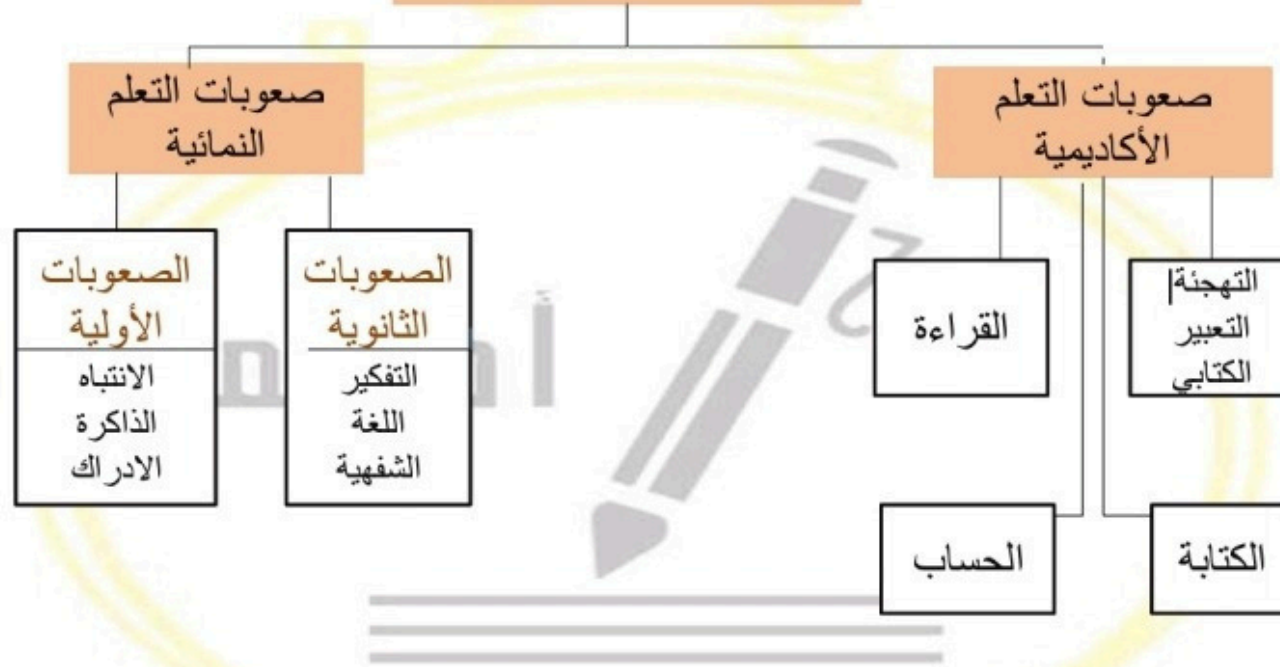 صعوبات التعلم
الأكاديمية
صعوبات التعلم
النمائية
التهجئة
التعبير
الكتابي
القراءة
الكتابة
الحساب
الصعوبات
الثانوية
التفكير
اللغة
الشفهية
الصعوبات
الأولية
الانتباه
الذاكرة
الادراك